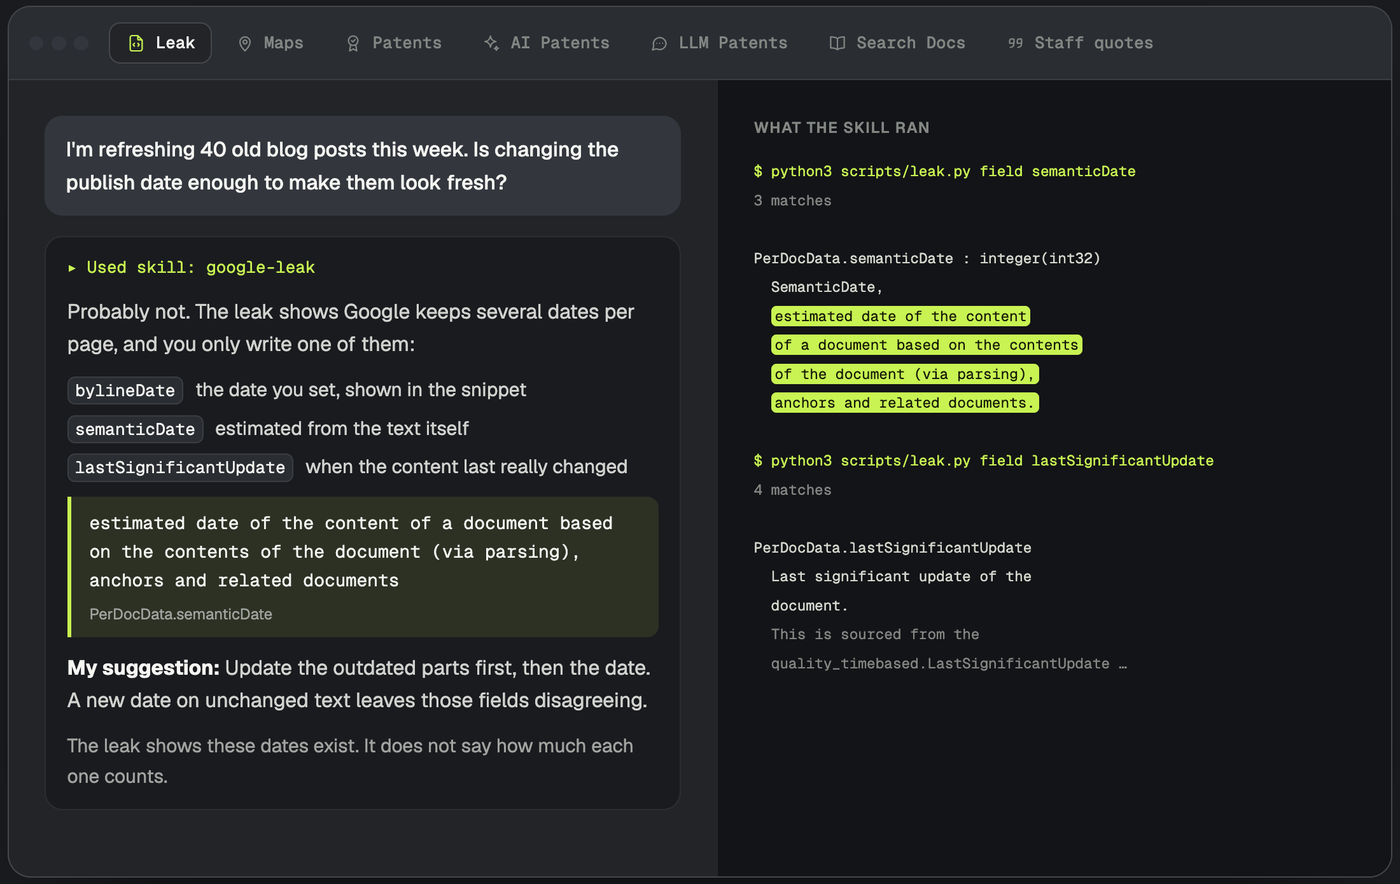 Leak
Maps
Patents
AI Patents
LLM Patents
Search Docs
Staff quotes
I'm refreshing 40 old blog posts this week. Is changing the
publish date enough to make them look fresh?
▸ Used skill: google-leak
Probably not. The leak shows Google keeps several dates per
page, and you only write one of them:
bylineDate the date you set, shown in the snippet
semanticDate estimated from the text itself
lastSignificantUpdate when the content last really changed
estimated date of the content of a document based
on the contents of the document (via parsing),
anchors and related documents
PerDocData.semanticDate
My suggestion: Update the outdated parts first, then the date.
A new date on unchanged text leaves those fields disagreeing.
The leak shows these dates exist. It does not say how much each
one counts.
WHAT THE SKILL RAN
$ python3 scripts/leak.py field semanticDate
3 matches
PerDocData.semanticDate : integer(int32)
SemanticDate,
estimated date of the content
of a document based on the contents
of the document (via parsing),
anchors and related documents.
$ python3 scripts/leak.py field lastSignificantUpdate
4 matches
PerDocData.lastSignificantUpdate
Last significant update of the
document.
This is sourced from the
quality_timebased.LastSignificantUpdate …